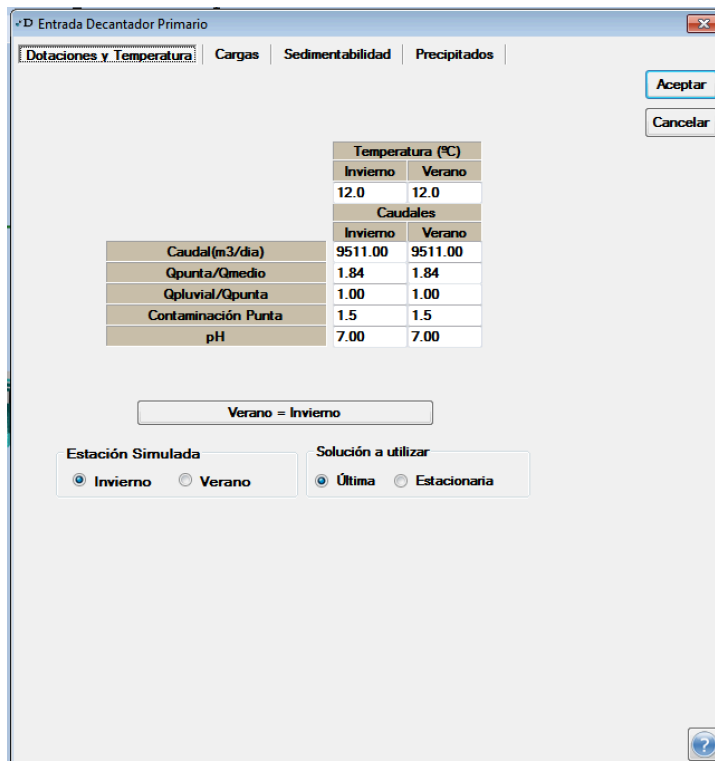 Entrada Decantador Primario
Dotaciones y Temperatura Cargas Sedimentabilidad Precipitados
Aceptar
Cancelar
Temperatura (ºC)
Invierno Verano
12.0 12.0
Caudales
Invierno Verano
Caudal(m3/dia) 9511.00 9511.00
Qpunta/Qmedio 1.84 1.84
Qpluvial/Qpunta 1.00 1.00
Contaminación Punta 1.5 1.5
pH 7.00 7.00
Verano = Invierno
Estación Simulada Solución a utilizar
Invierno Verano Última Estacionaria
?